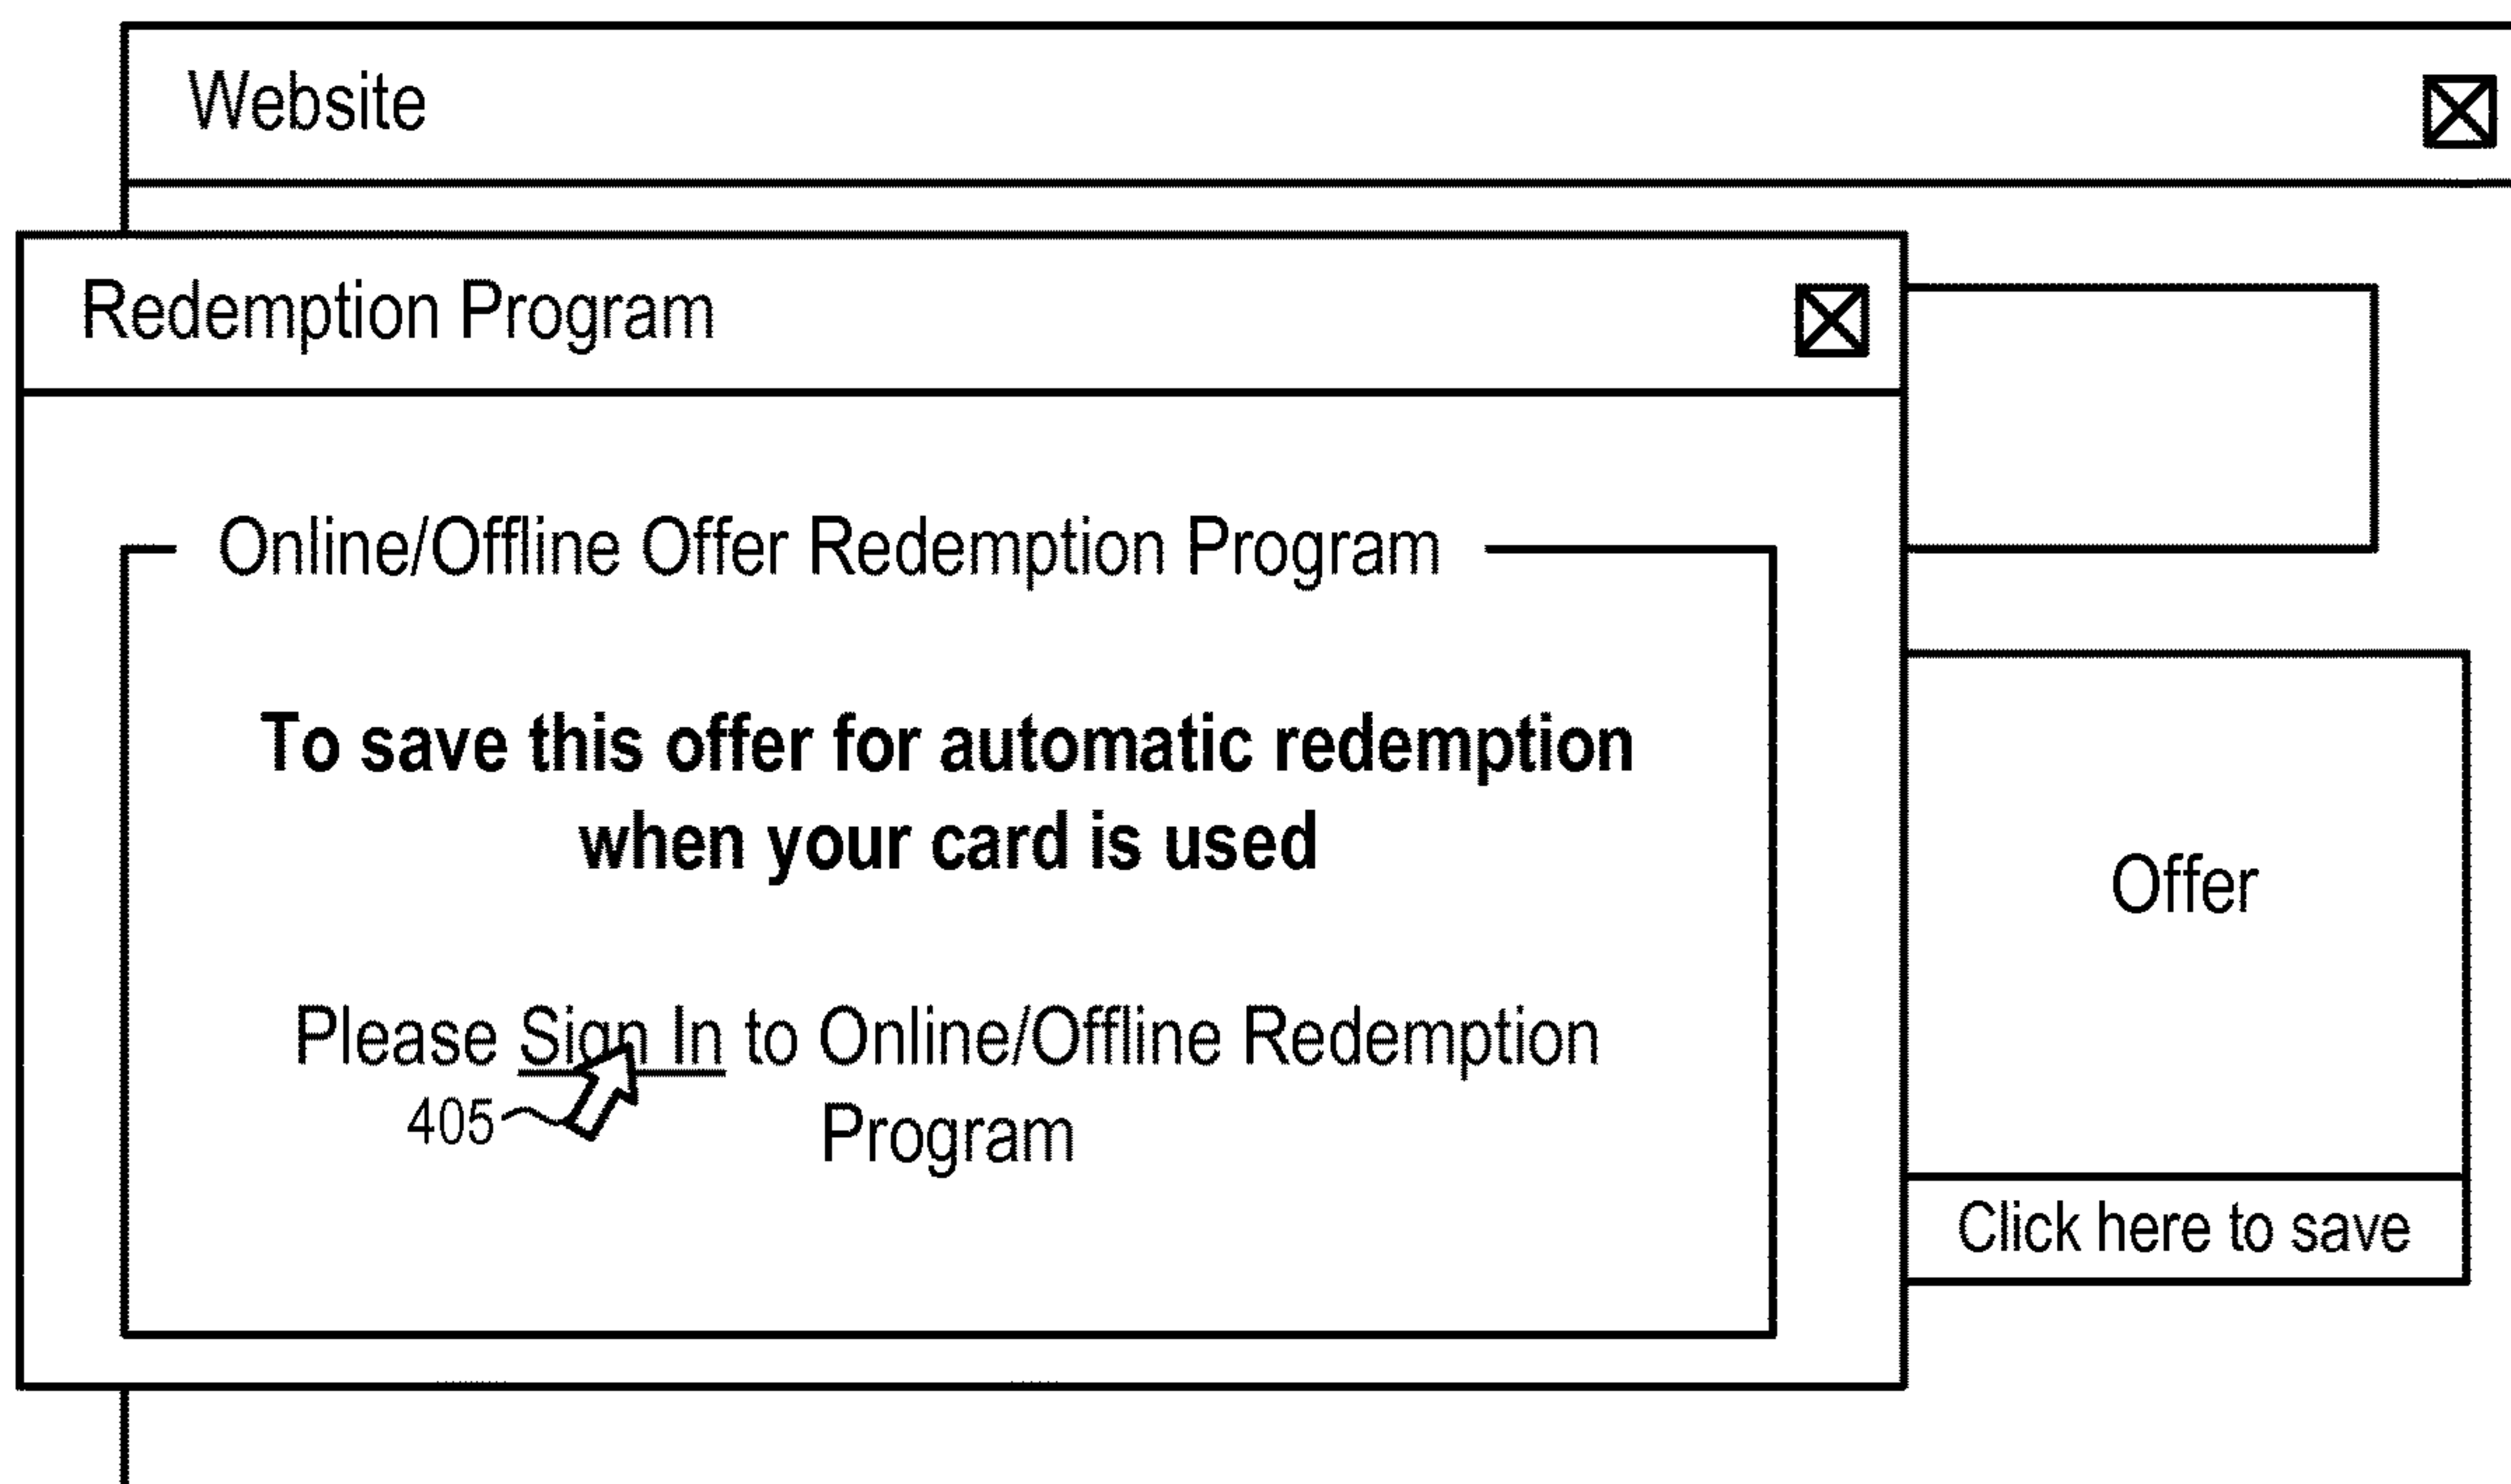 Website
Redemption Program
Online/Offline Offer Redemption Program
To save this offer for automatic redemption
when your card is used
Please Sign In to Online/Offline Redemption
405
Program
Offer
Click here to save